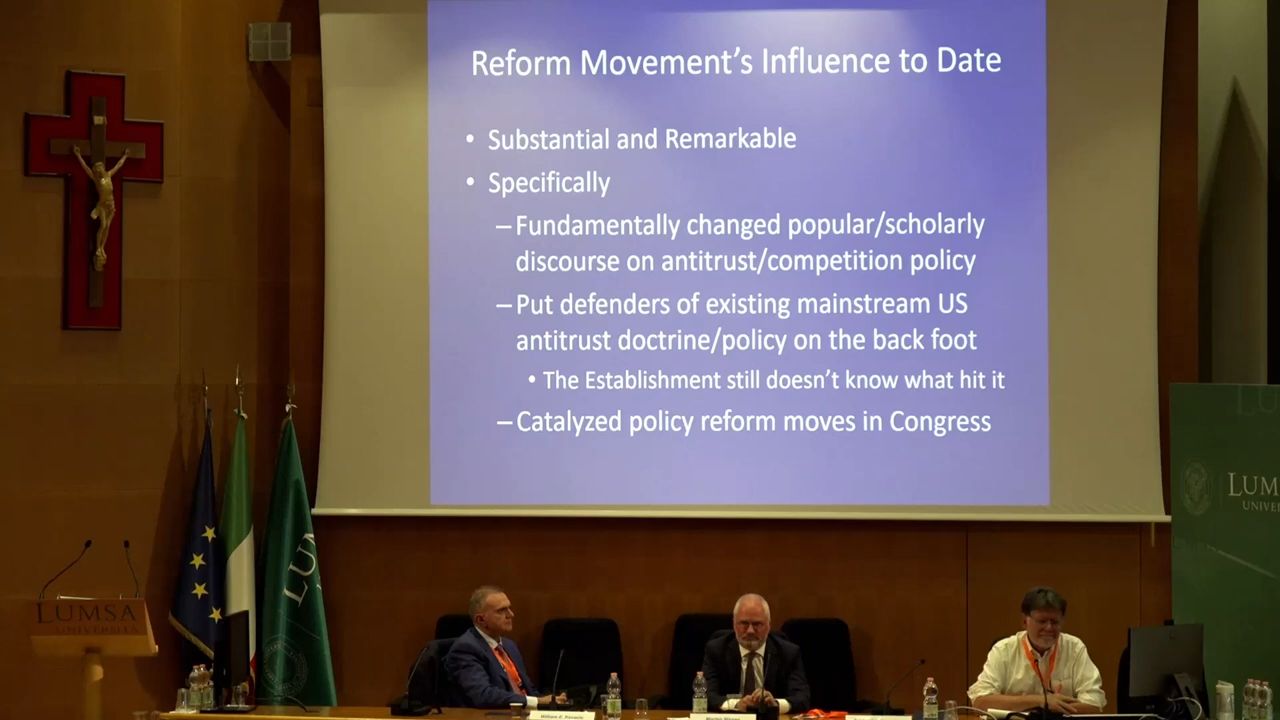 Reform Movement's Influence to Date
• Substantial and Remarkable
• Specifically
– Fundamentally changed popular/scholarly
discourse on antitrust/competition policy
– Put defenders of existing mainstream US
antitrust doctrine/policy on the back foot
• The Establishment still doesn't know what hit it
– Catalyzed policy reform moves in Congress
LUMSA
UNIVERSITÀ
LU
LUM
UNIVE